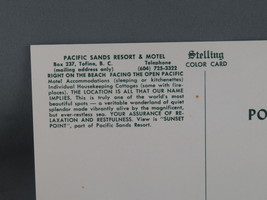 PACIFIC SANDS RESORT & MOTEL
Box 237, Tofino, B. C. Telephone
(mailing address only) (604) 725-3322
RIGHT ON THE BEACH FACING THE OPEN PACIFIC
Motel Accommodations (sleeping or kitchenettes)
Individual Housekeeping Cottages (some with fire-
places). THE LOCATION IS ALL THAT OUR NAME
IMPLIES. This is truly one of the world's most
beautiful spots — a veritable wonderland of quiet
splendor made vibrantly alive by the magnificent,
but ever-restless sea. YOUR ASSURANCE OF RE-
LAXATION AND RESTFULNESS. View is "SUNSET
POINT", part of Pacific Sands Resort.
Stelling
COLOR CARD
PO